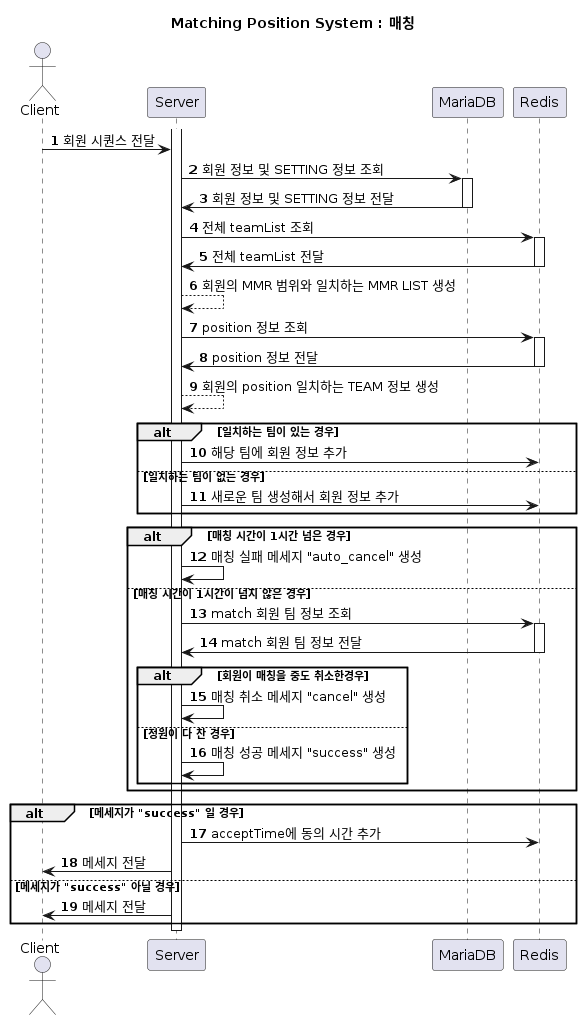 Matching Position System : 매칭
Client
Server
MariaDB
Redis
1 회원 시퀀스 전달
2 회원 정보 및 SETTING 정보 조회
3 회원 정보 및 SETTING 정보 전달
4 전체 teamList 조회
5 전체 teamList 전달
6 회원의 MMR 범위와 일치하는 MMR LIST 생성
7 position 정보 조회
8 position 정보 전달
9 회원의 position 일치하는 TEAM 정보 생성
alt [일치하는 팀이 있는 경우]
10 해당 팀에 회원 정보 추가
[일치하는 팀이 없는 경우]
11 새로운 팀 생성해서 회원 정보 추가
alt [매칭 시간이 1시간 넘은 경우]
12 매칭 실패 메세지 "auto_cancel" 생성
[매칭 시간이 1시간이 넘지 않은 경우]
13 match 회원 팀 정보 조회
14 match 회원 팀 정보 전달
alt [회원이 매칭을 중도 취소한경우]
15 매칭 취소 메세지 "cancel" 생성
[정원이 다 찬 경우]
16 매칭 성공 메세지 "success" 생성
alt [메세지가 "success" 일 경우]
17 acceptTime에 동의 시간 추가
18 메세지 전달
[메세지가 "success" 아닐 경우]
19 메세지 전달
Client
Server
MariaDB
Redis